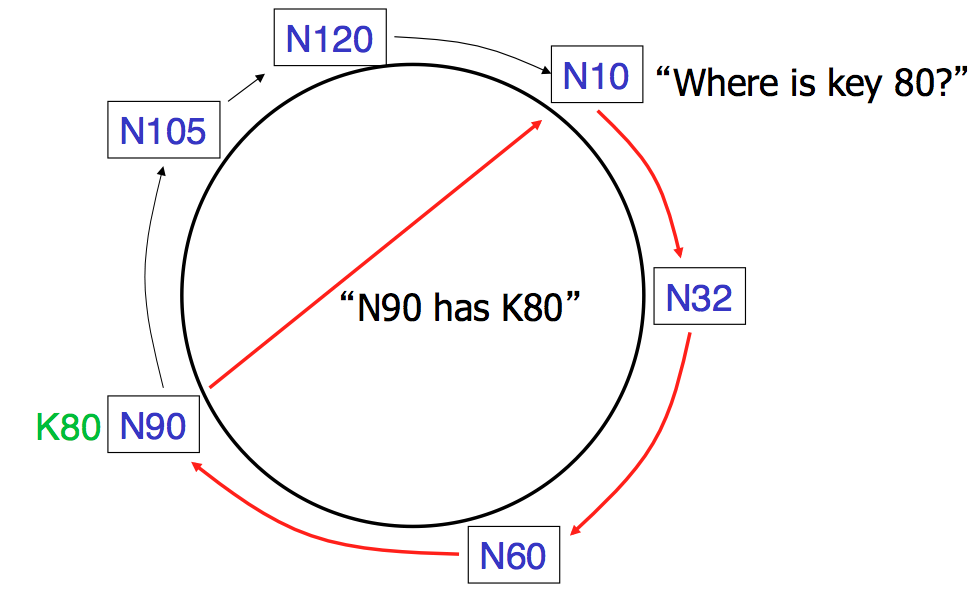 N120
N10 “Where is key 80?”
N105
N32
“N90 has K80”
K80 N90
N60